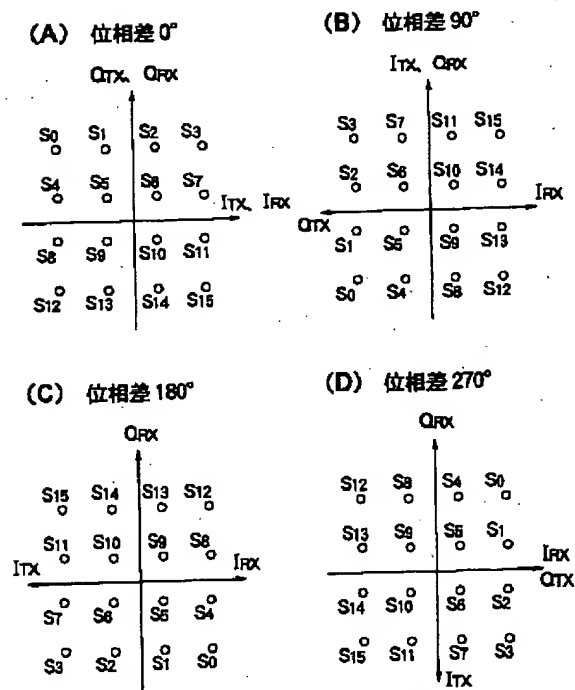 (A) 位相差 0°
QTX、QRX
S0 S1 S2 S3
S4 S5 S6 S7
ITX、IRX
S8 S9 S10 S11
S12 S13 S14 S15
(B) 位相差 90°
ITX、QRX
S3 S7 S11 S15
S2 S6 S10 S14
IRX
QTX
S1 S5 S9 S13
S0 S4 S8 S12
(C) 位相差 180°
QRX
S15 S14 S13 S12
S11 S10 S9 S8
ITX IRX
S7 S6 S5 S4
S3 S2 S1 S0
(D) 位相差 270°
QRX
S12 S8 S4 S0
S13 S9 S5 S1
IRX
QTX
S14 S10 S6 S2
S15 S11 S7 S3
ITX